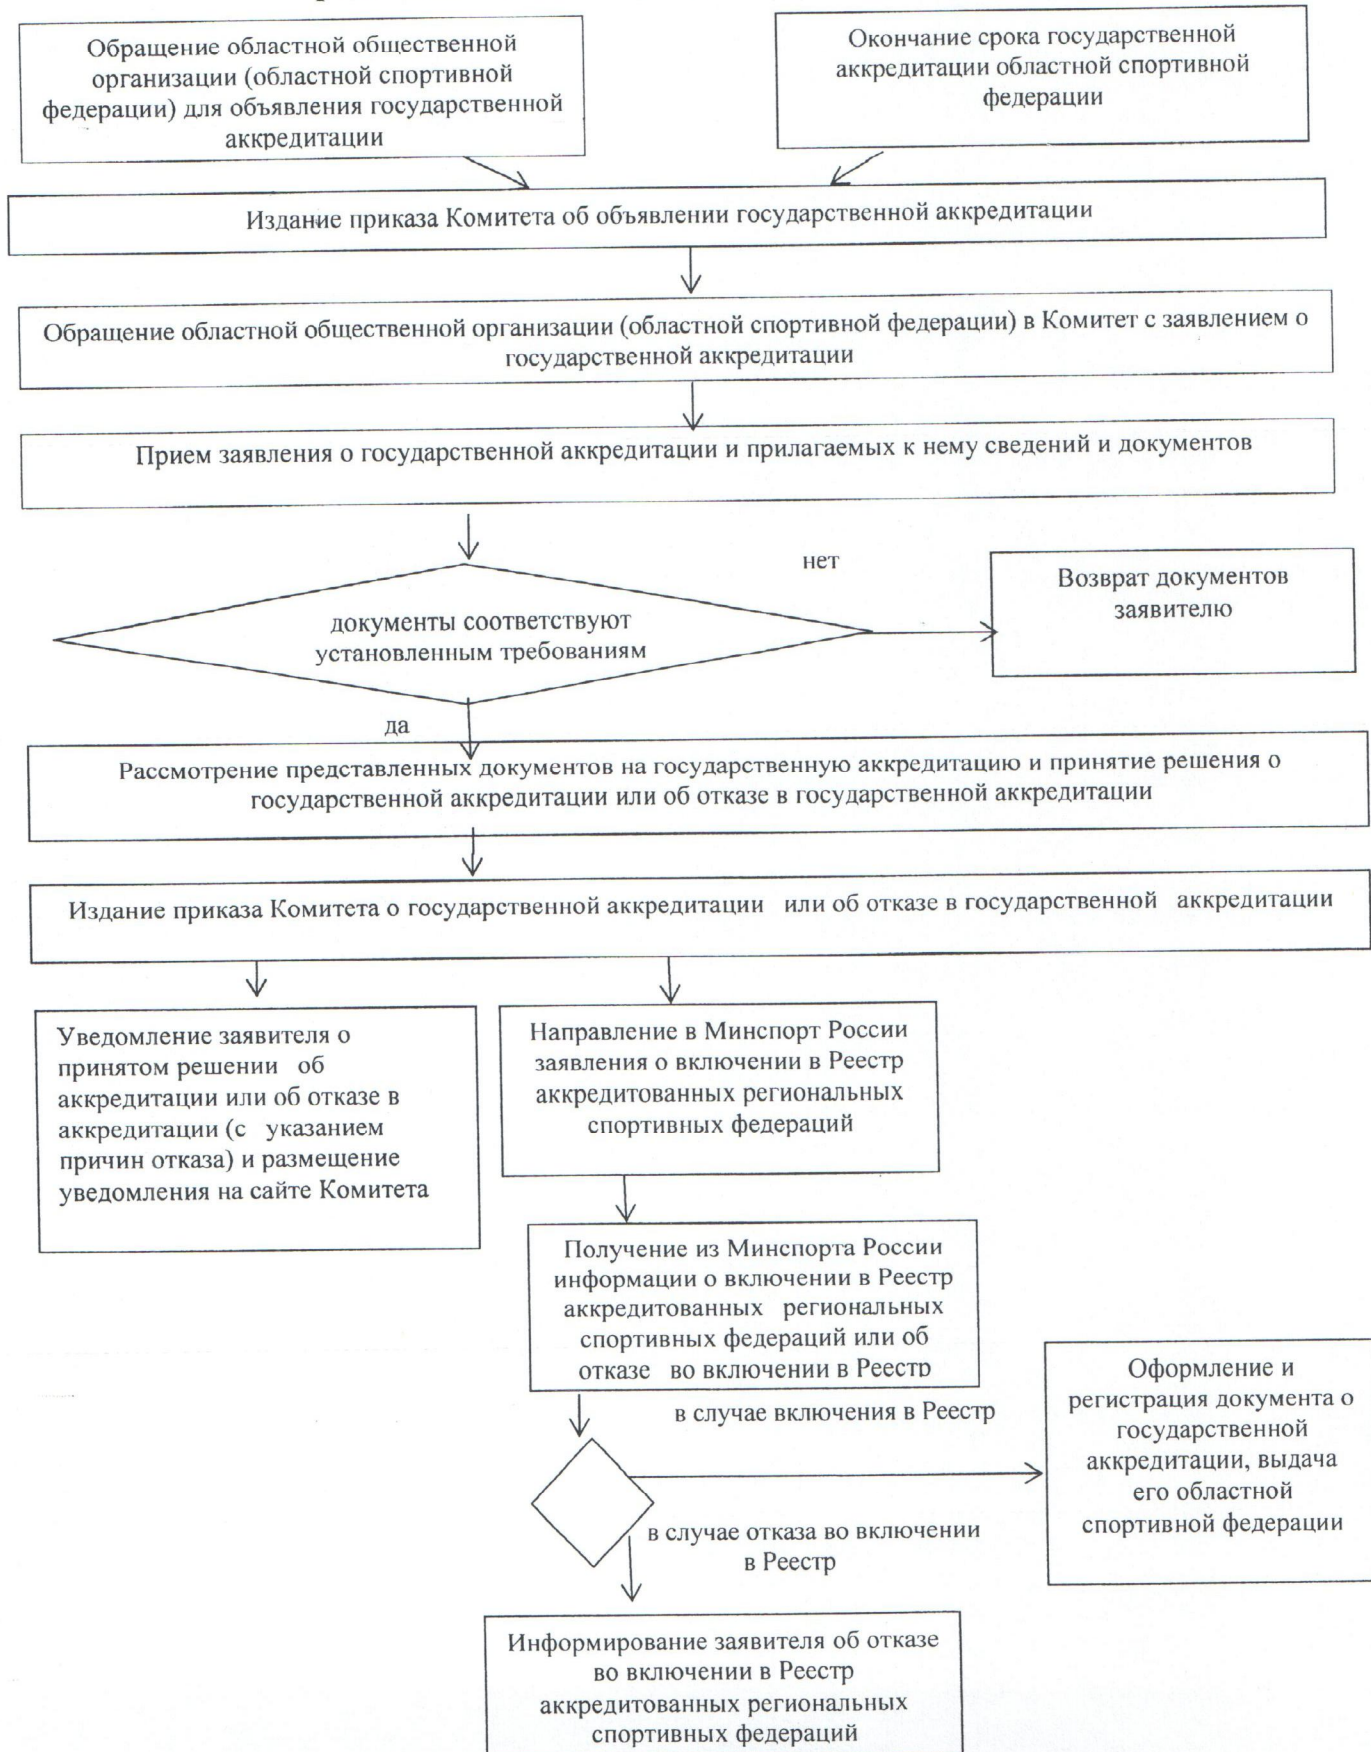 Обращение областной общественной
организации (областной спортивной
федерации) для объявления государственной
аккредитации
Окончание срока государственной
аккредитации областной спортивной
федерации
Издание приказа Комитета об объявлении государственной аккредитации
Обращение областной общественной организации (областной спортивной федерации) в Комитет с заявлением о
государственной аккредитации
Прием заявления о государственной аккредитации и прилагаемых к нему сведений и документов
нет
документы соответствуют
установленным требованиям
Возврат документов
заявителю
да
Рассмотрение представленных документов на государственную аккредитацию и принятие решения о
государственной аккредитации или об отказе в государственной аккредитации
Издание приказа Комитета о государственной аккредитации или об отказе в государственной аккредитации
Уведомление заявителя о
принятом решении об
аккредитации или об отказе в
аккредитации (с указанием
причин отказа) и размещение
уведомления на сайте Комитета
Направление в Минспорт России
заявления о включении в Реестр
аккредитованных региональных
спортивных федераций
Получение из Минспорта России
информации о включении в Реестр
аккредитованных региональных
спортивных федераций или об
отказе во включении в Реестр
в случае включения в Реестр
Оформление и
регистрация документа о
государственной
аккредитации, выдача
его областной
спортивной федерации
в случае отказа во включении
в Реестр
Информирование заявителя об отказе
во включении в Реестр
аккредитованных региональных
спортивных федераций